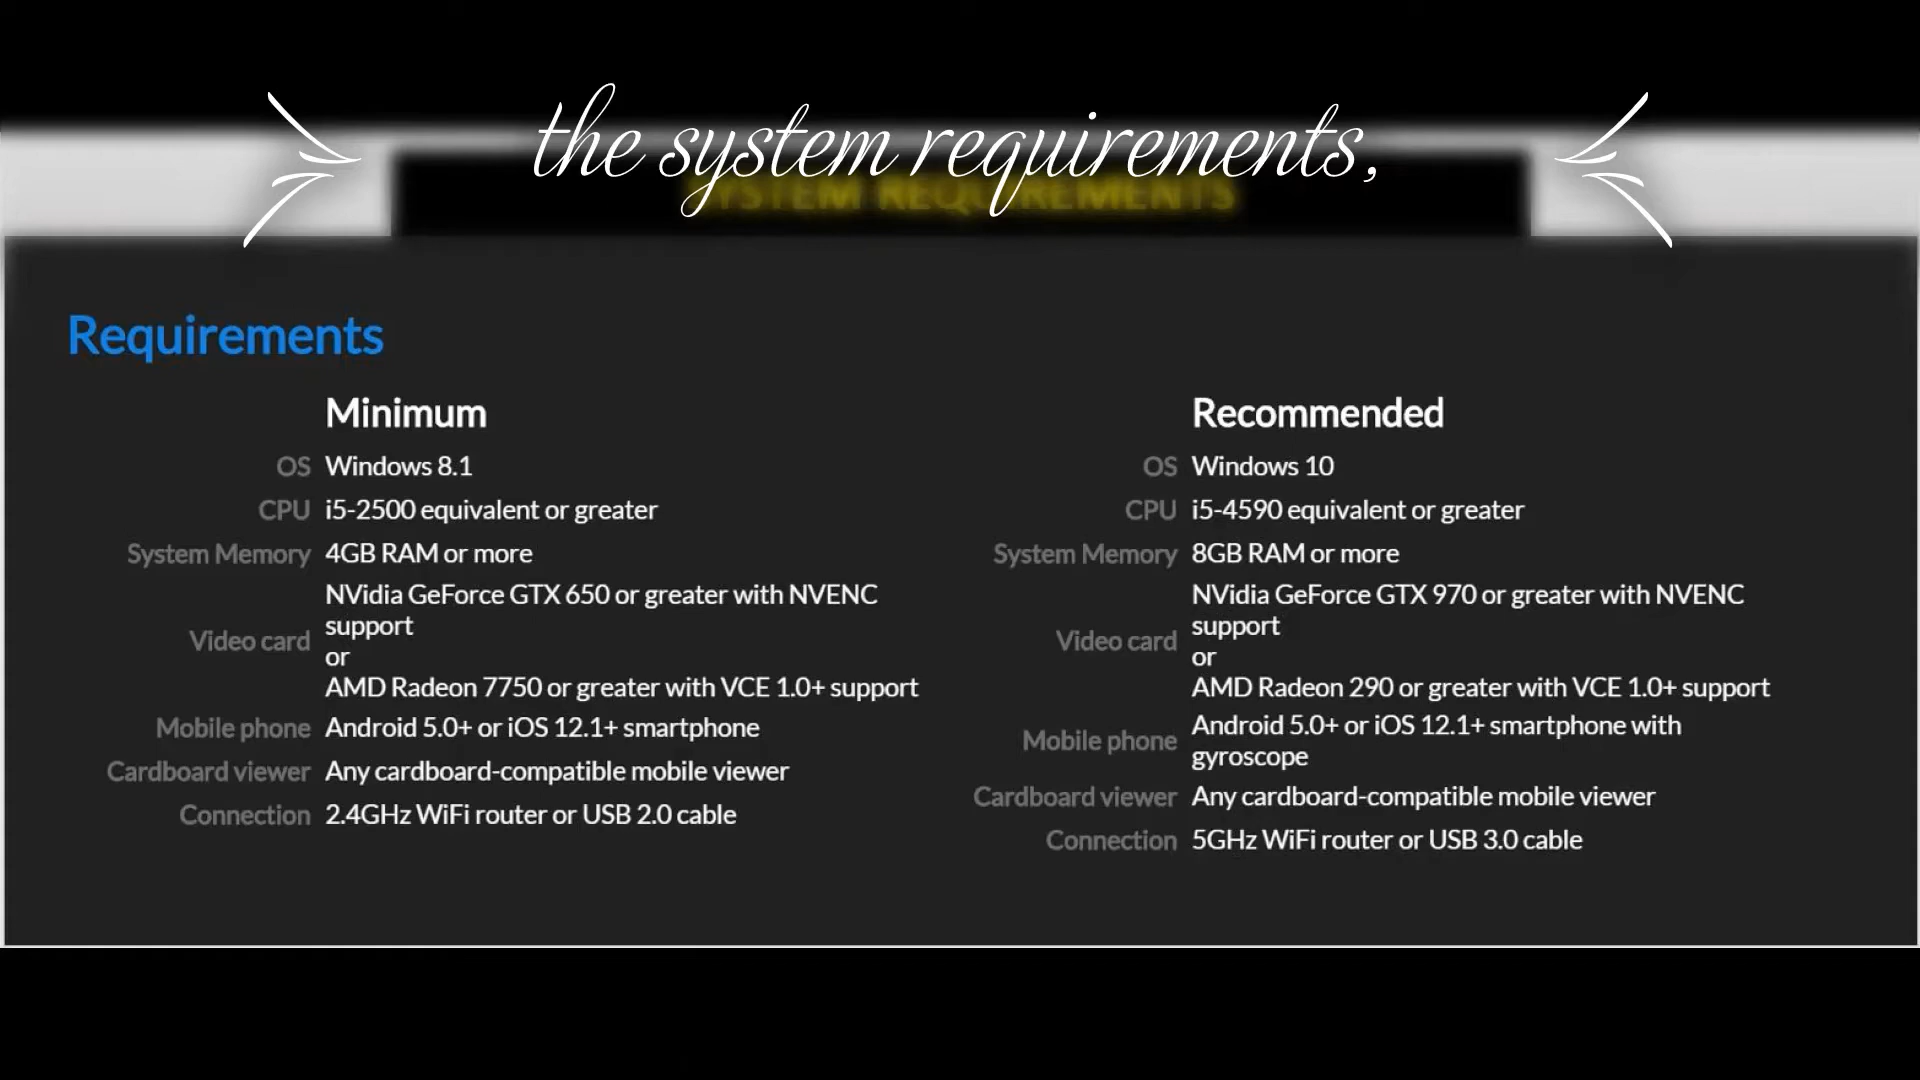 the system requirements,
SYSTEM REQUIREMENTS
Requirements
Minimum
OS Windows 8.1
CPU i5-2500 equivalent or greater
System Memory 4GB RAM or more
Video card NVidia GeForce GTX 650 or greater with NVENC
support
or
AMD Radeon 7750 or greater with VCE 1.0+ support
Mobile phone Android 5.0+ or iOS 12.1+ smartphone
Cardboard viewer Any cardboard-compatible mobile viewer
Connection 2.4GHz WiFi router or USB 2.0 cable
Recommended
OS Windows 10
CPU i5-4590 equivalent or greater
System Memory 8GB RAM or more
Video card NVidia GeForce GTX 970 or greater with NVENC
support
or
AMD Radeon 290 or greater with VCE 1.0+ support
Mobile phone Android 5.0+ or iOS 12.1+ smartphone with
gyroscope
Cardboard viewer Any cardboard-compatible mobile viewer
Connection 5GHz WiFi router or USB 3.0 cable